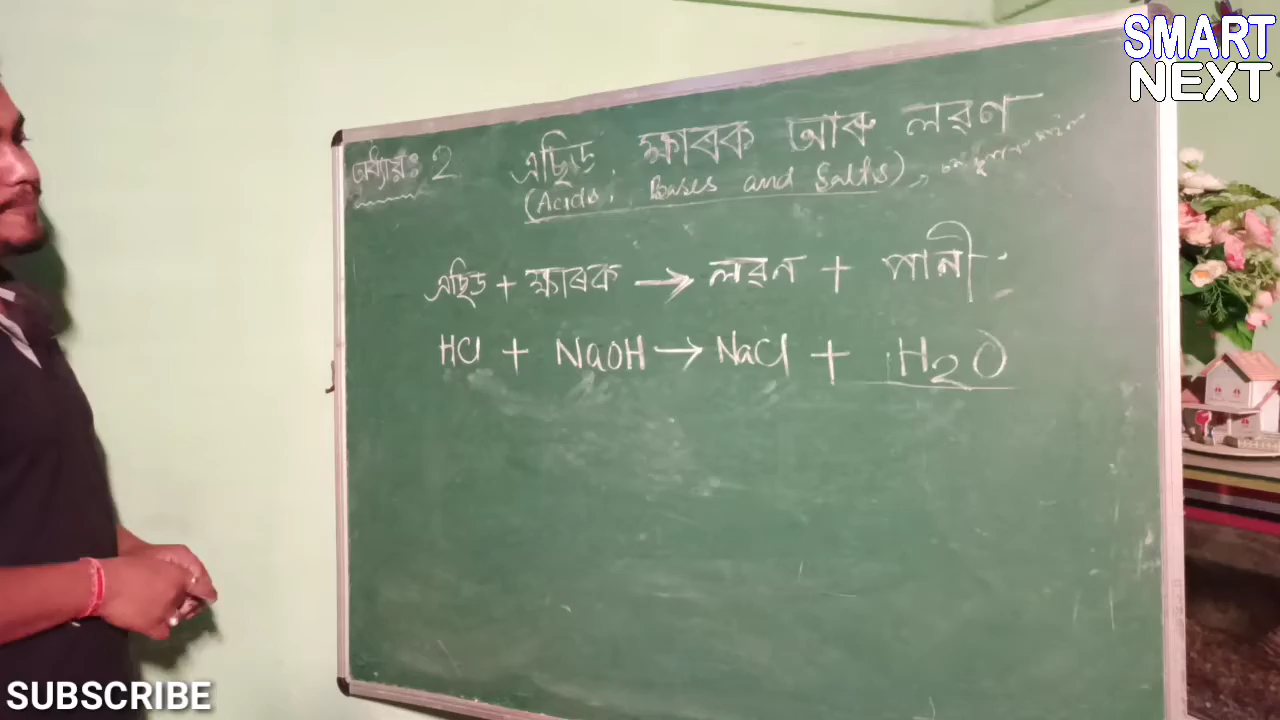 SMART
NEXT
অধ্যায়ঃ 2
এছিড, ক্ষাৰক আৰু লৱণ
(Acids, Bases and Salts)
এছিড + ক্ষাৰক → লৱন + পানী
HCl + NaOH → NaCl + H2O
SUBSCRIBE